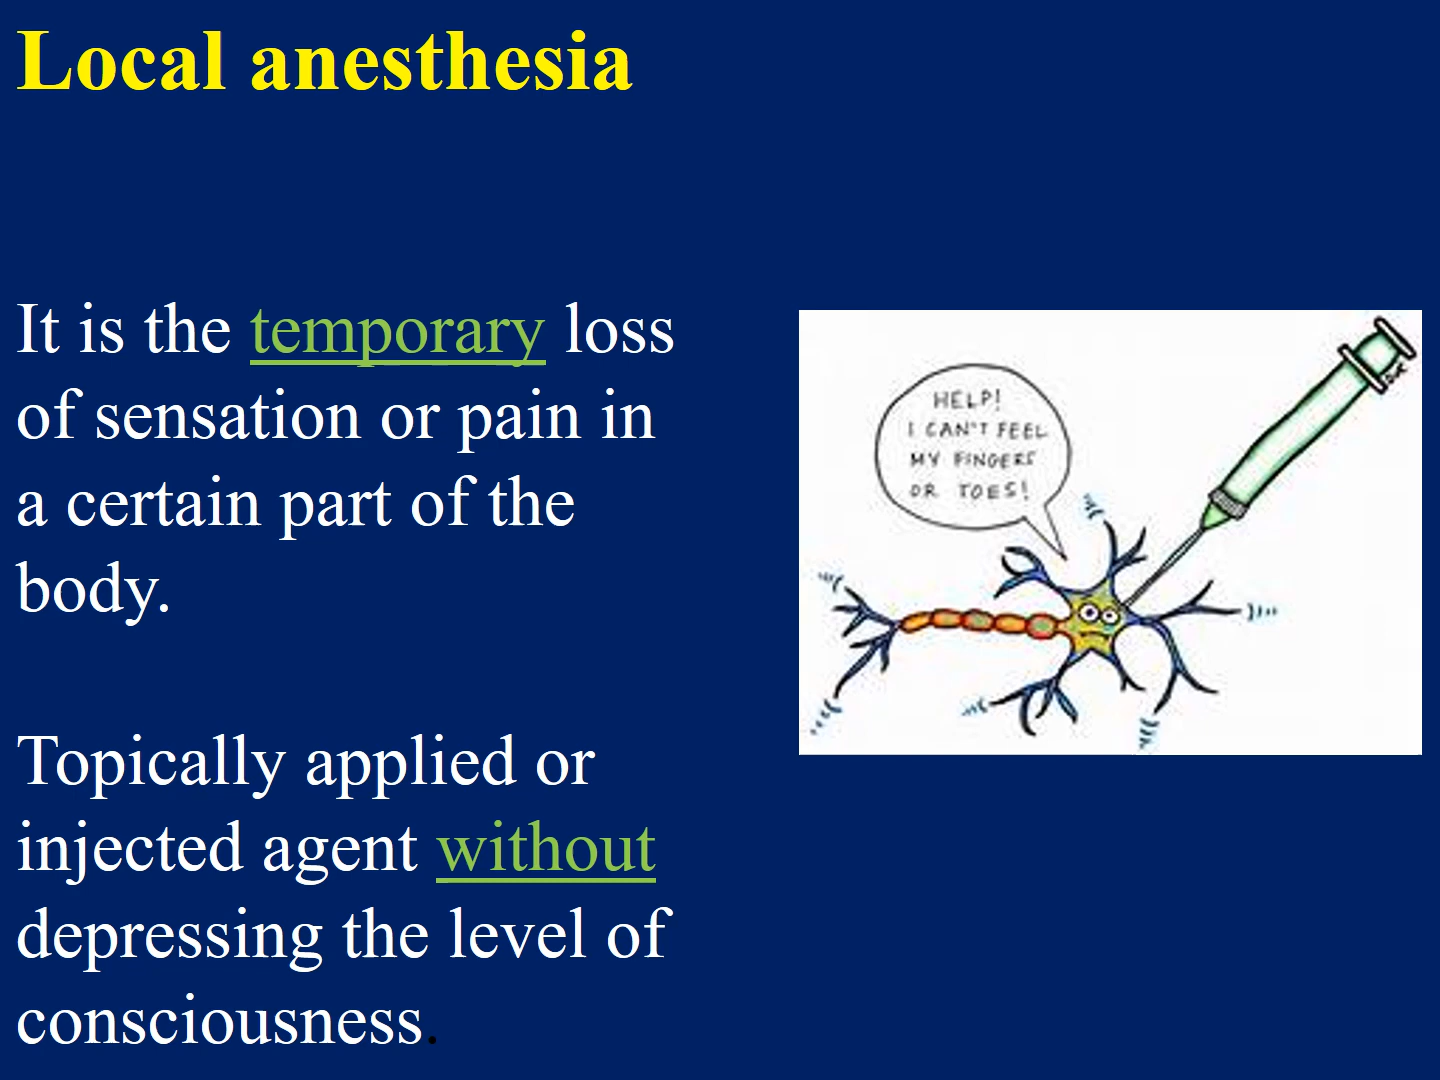 Local anesthesia
It is the temporary loss
of sensation or pain in
a certain part of the
body.
Topically applied or
injected agent without
depressing the level of
consciousness.
HELP!
I CAN'T FEEL
MY FINGERS
OR TOES!